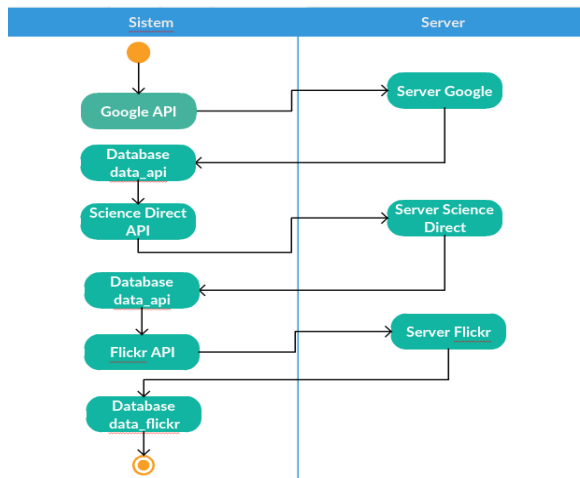 Sistem
Server
Google API
Server Google
Database
data_api
Science Direct
API
Server Science
Direct
Database
data_api
Flickr API
Server Flickr
Database
data_flickr